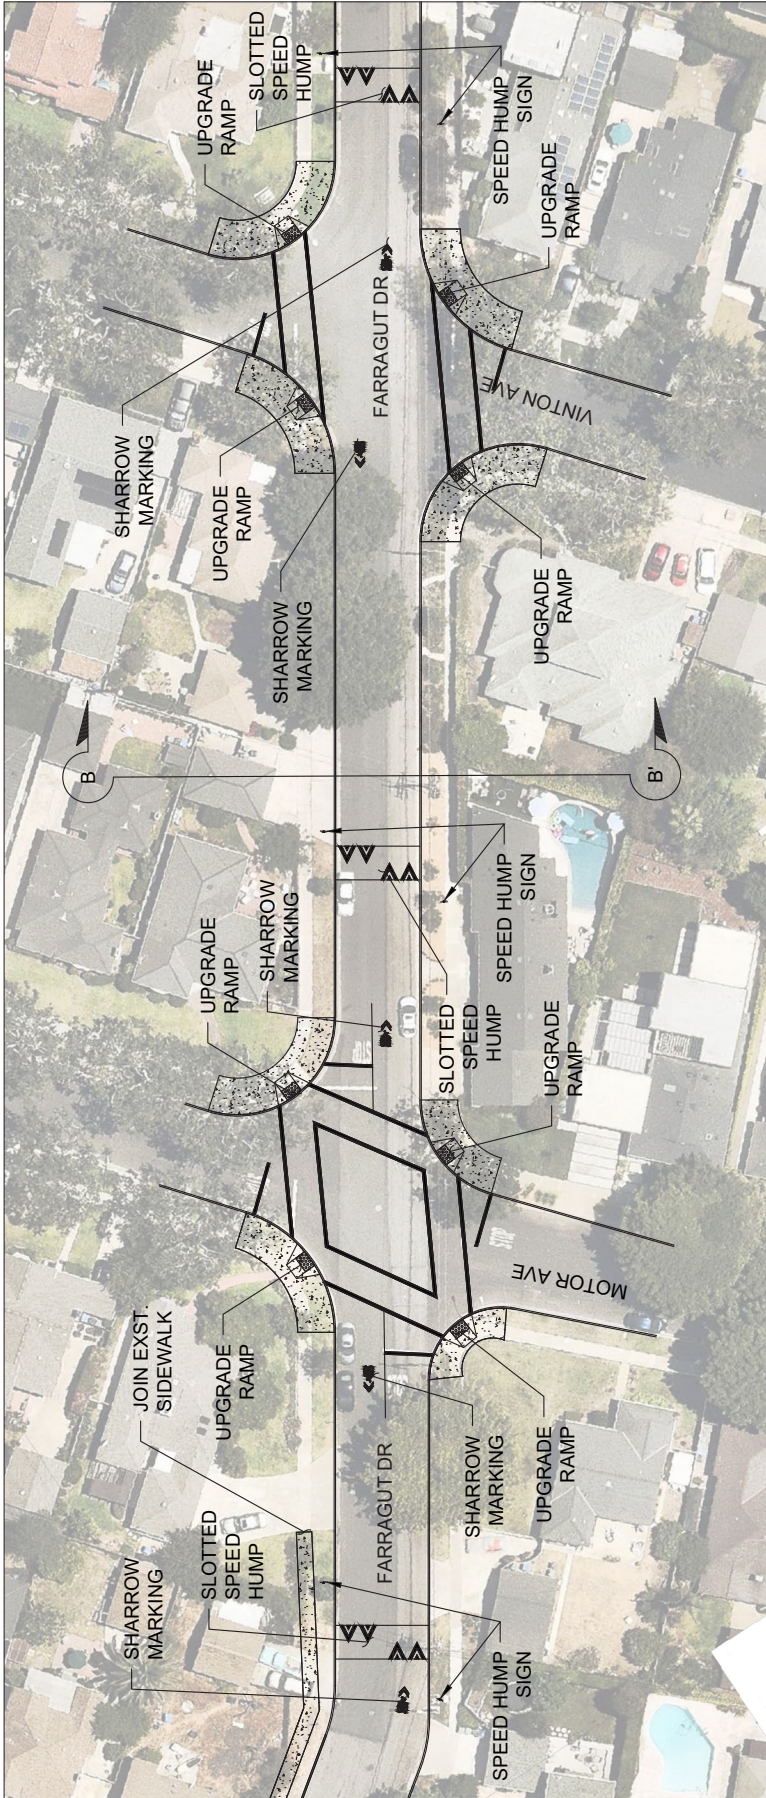 SHARROW
MARKING
SLOTTED
SPEED
HUMP
JOIN EXST.
SIDEWALK
UPGRADE
RAMP
FARRAGUT DR
SPEED HUMP
SIGN
SHARROW
MARKING
UPGRADE
RAMP
MOTOR AVE
STOP
UPGRADE
RAMP
SHARROW
MARKING
STOP
SLOTTED
SPEED
HUMP
UPGRADE
RAMP
SPEED HUMP
SIGN
B
B'
SHARROW
MARKING
UPGRADE
RAMP
SHARROW
MARKING
FARRAGUT DR
UPGRADE
RAMP
VINTON AVE
UPGRADE
RAMP
SLOTTED
SPEED
HUMP
UPGRADE
RAMP
SPEED HUMP
SIGN